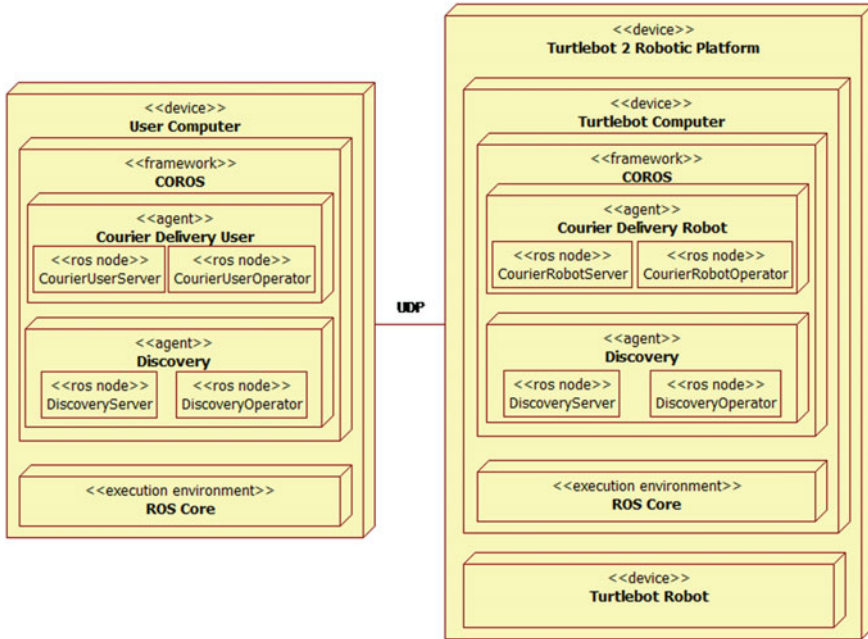 <<device>>
User Computer
<<framework>>
COROS
<<agent>>
Courier Delivery User
<<ros node>>
CourierUserServer
<<ros node>>
CourierUserOperator
<<agent>>
Discovery
<<ros node>>
DiscoveryServer
<<ros node>>
DiscoveryOperator
<<execution environment>>
ROS Core
UDP
<<device>>
Turtlebot 2 Robotic Platform
<<device>>
Turtlebot Computer
<<framework>>
COROS
<<agent>>
Courier Delivery Robot
<<ros node>>
CourierRobotServer
<<ros node>>
CourierRobotOperator
<<agent>>
Discovery
<<ros node>>
DiscoveryServer
<<ros node>>
DiscoveryOperator
<<execution environment>>
ROS Core
<<device>>
Turtlebot Robot